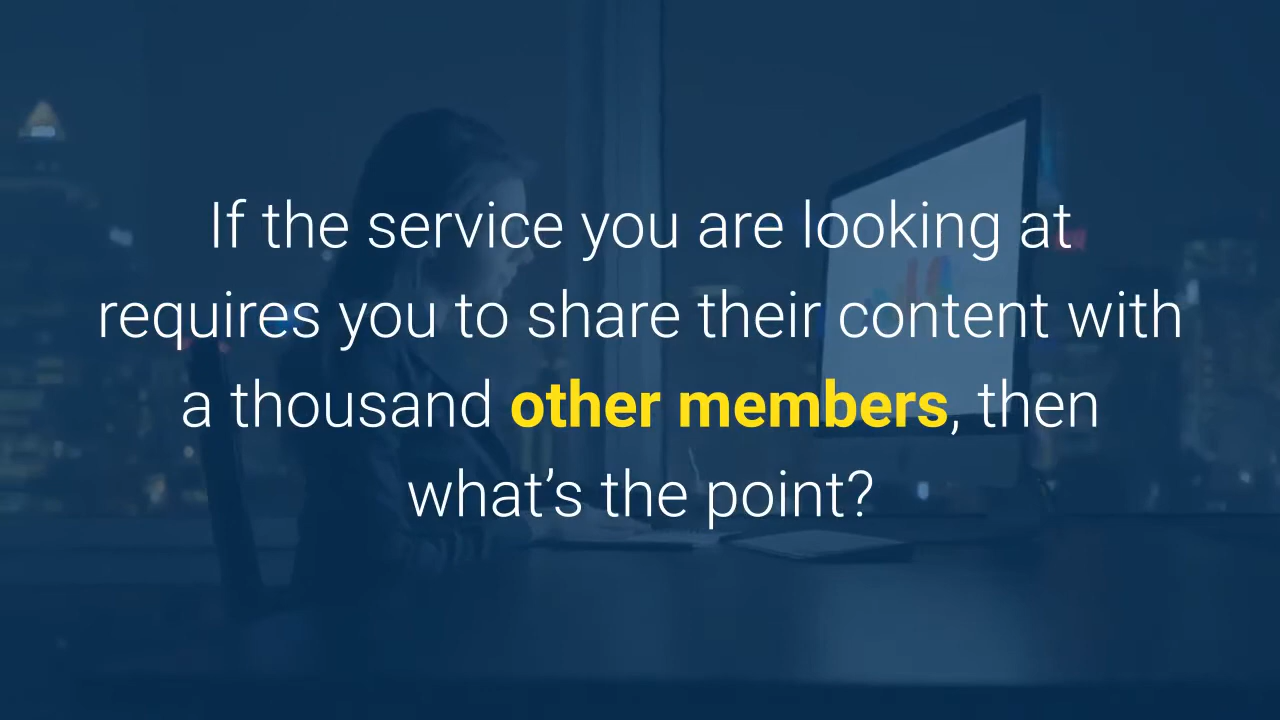 If the service you are looking at
requires you to share their content with
a thousand other members, then
what’s the point?